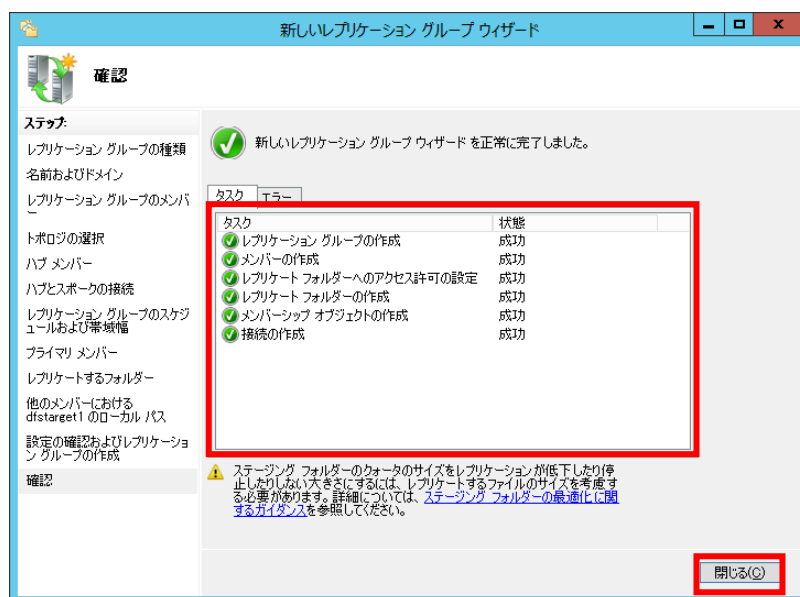 新しいレプリケーション グループ ウィザード
確認
ステップ:
レプリケーション グループの種類
名前およびドメイン
レプリケーション グループのメンバ
ー
トポロジの選択
ハブ メンバー
ハブとスポークの接続
レプリケーション グループのスケジ
ュールおよび帯域幅
プライマリ メンバー
レプリケートするフォルダー
他のメンバーにおける
dfstarget1 のローカル パス
設定の確認およびレプリケーショ
ン グループの作成
確認
新しいレプリケーション グループ ウィザード を正常に完了しました。
タスク エラー
タスク 状態
レプリケーション グループの作成 成功
メンバーの作成 成功
レプリケート フォルダーへのアクセス許可の設定 成功
レプリケート フォルダーの作成 成功
メンバーシップ オブジェクトの作成 成功
接続の作成 成功
ステージング フォルダーのクォータのサイズをレプリケーションが低下したり停
止したりしない大きさにするには、レプリケートするファイルのサイズを考慮す
る必要があります。詳細については、ステージング フォルダーの最適化に関
するガイダンスを参照してください。
閉じる(C)